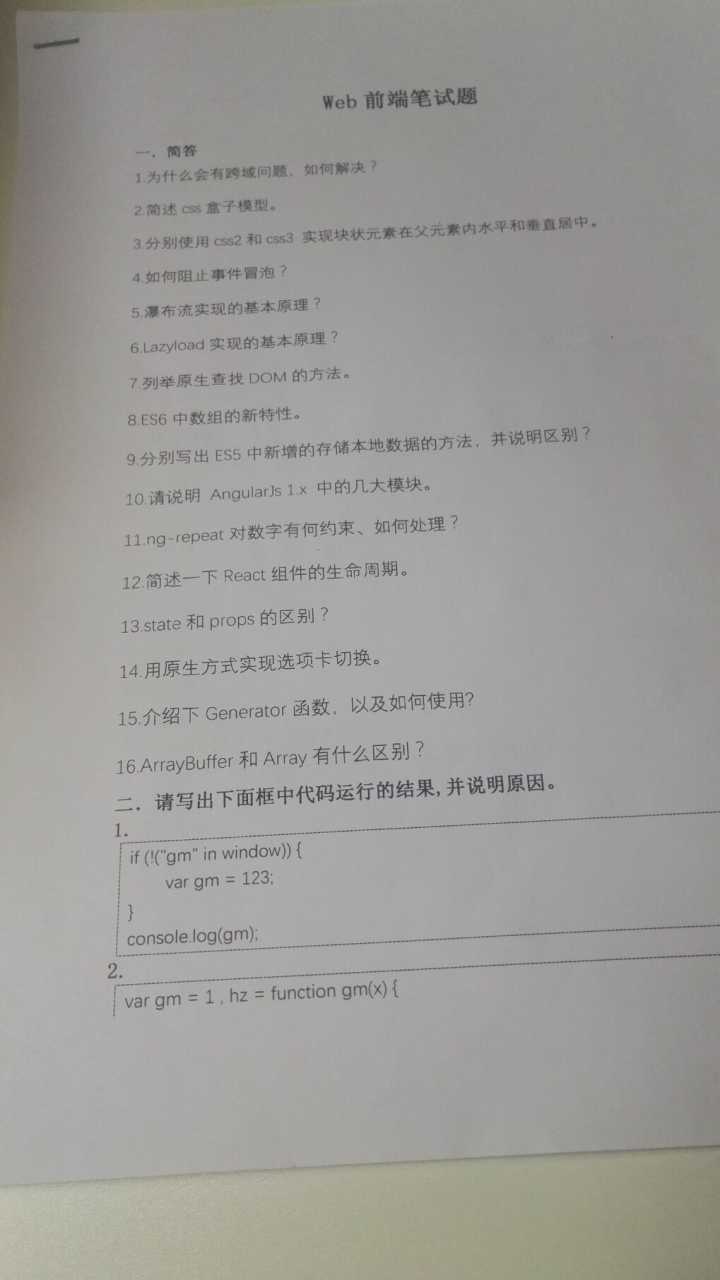 Web 前端笔试题
一．简答
1.为什么会有跨域问题、如何解决？
2.简述 css 盒子模型。
3.分别使用 css2 和 css3 实现块状元素在父元素内水平和垂直居中。
4.如何阻止事件冒泡？
5.瀑布流实现的基本原理？
6.Lazyload 实现的基本原理？
7.列举原生查找 DOM 的方法。
8.ES6 中数组的新特性。
9.分别写出 ES5 中新增的存储本地数据的方法，并说明区别？
10.请说明 AngularJs 1.x 中的几大模块。
11.ng-repeat 对数字有何约束、如何处理？
12.简述一下 React 组件的生命周期。
13.state 和 props 的区别？
14.用原生方式实现选项卡切换。
15.介绍下 Generator 函数，以及如何使用?
16.ArrayBuffer 和 Array 有什么区别？
二．请写出下面框中代码运行的结果,并说明原因。
1.
if (!("gm" in window)) {
var gm = 123;
}
console.log(gm);
2.
var gm = 1 , hz = function gm(x) {